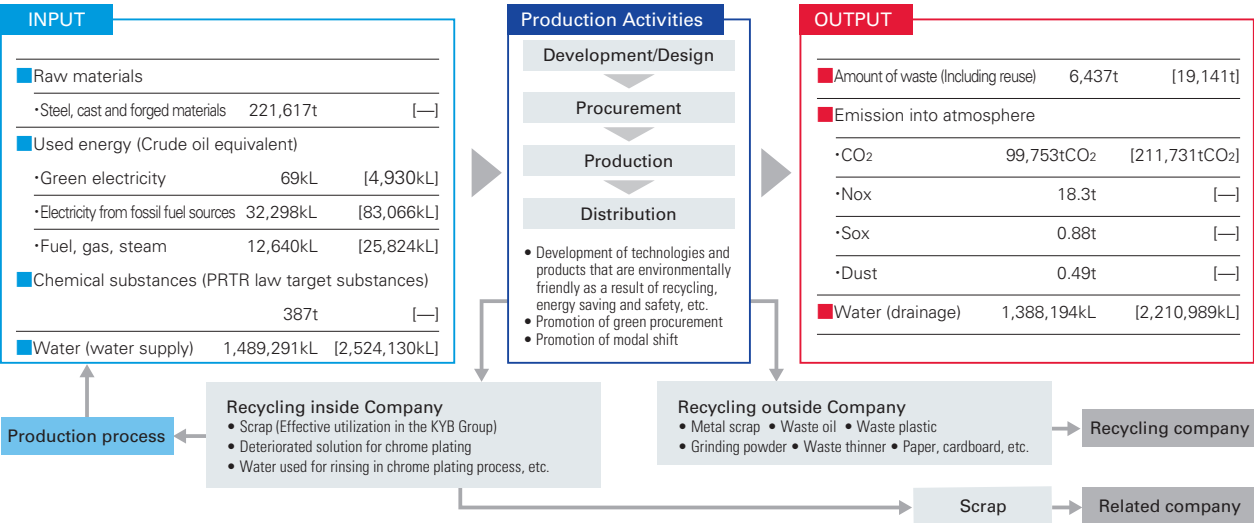 INPUT
■Raw materials
・Steel, cast and forged materials 221,617t [—]
■Used energy (Crude oil equivalent)
・Green electricity 69kL [4,930kL]
・Electricity from fossil fuel sources 32,298kL [83,066kL]
・Fuel, gas, steam 12,640kL [25,824kL]
■Chemical substances (PRTR law target substances)
387t [—]
■Water (water supply) 1,489,291kL [2,524,130kL]
Production Activities
Development/Design
Procurement
Production
Distribution
• Development of technologies and
products that are environmentally
friendly as a result of recycling,
energy saving and safety, etc.
• Promotion of green procurement
• Promotion of modal shift
OUTPUT
■Amount of waste (Including reuse) 6,437t [19,141t]
■Emission into atmosphere
・CO2 99,753tCO2 [211,731tCO2]
・Nox 18.3t [—]
・Sox 0.88t [—]
・Dust 0.49t [—]
■Water (drainage) 1,388,194kL [2,210,989kL]
Production process
Recycling inside Company
• Scrap (Effective utilization in the KYB Group)
• Deteriorated solution for chrome plating
• Water used for rinsing in chrome plating process, etc.
Recycling outside Company
• Metal scrap • Waste oil • Waste plastic
• Grinding powder • Waste thinner • Paper, cardboard, etc.
Recycling company
Scrap
Related company